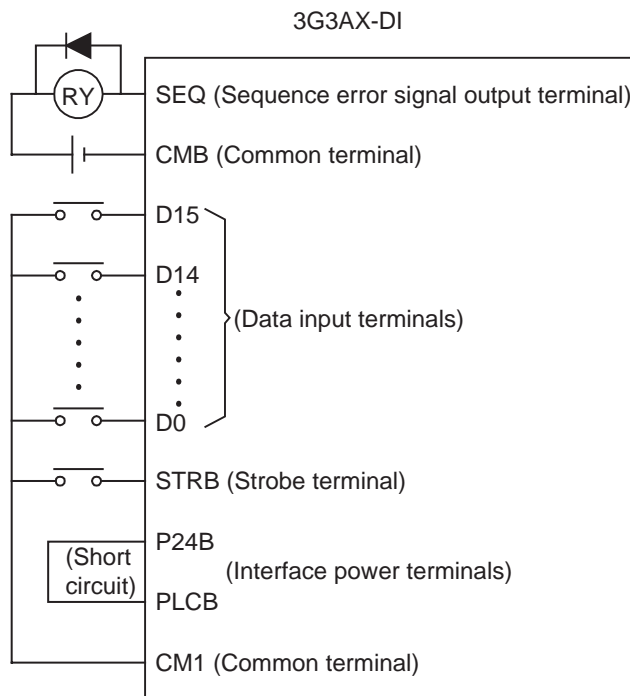 3G3AX-DI
RY
SEQ (Sequence error signal output terminal)
CMB (Common terminal)
D15
D14
(Data input terminals)
D0
STRB (Strobe terminal)
P24B
(Short
circuit)
(Interface power terminals)
PLCB
CM1 (Common terminal)